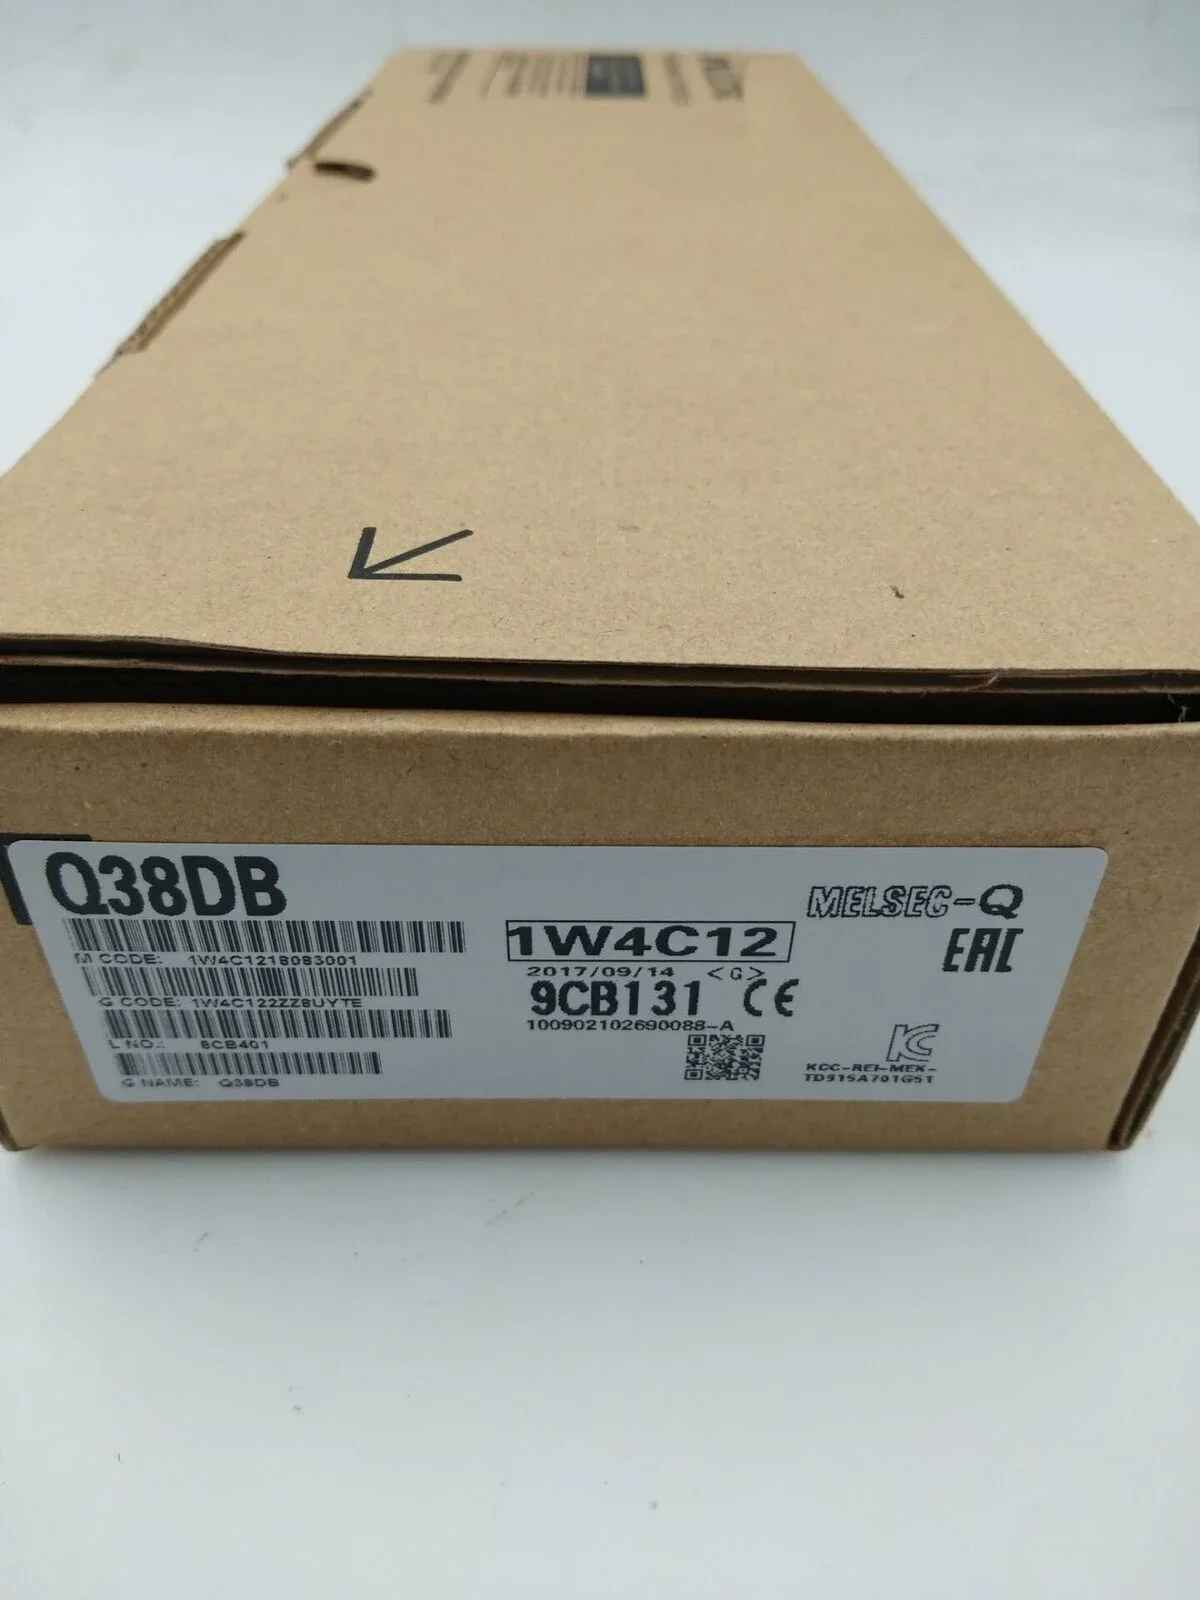 Q38DB
MELSEC-Q
M CODE: 1W4C1218083001
1W4C12
EAC
G CODE: 1W4C122ZZ8UYTE
2017/09/14 <G>
9CB131 CE
L NO.: 8CB401
100902102690088-A
G NAME: Q38DB
KC
KCC-REI-MEK-
TD915A701G51